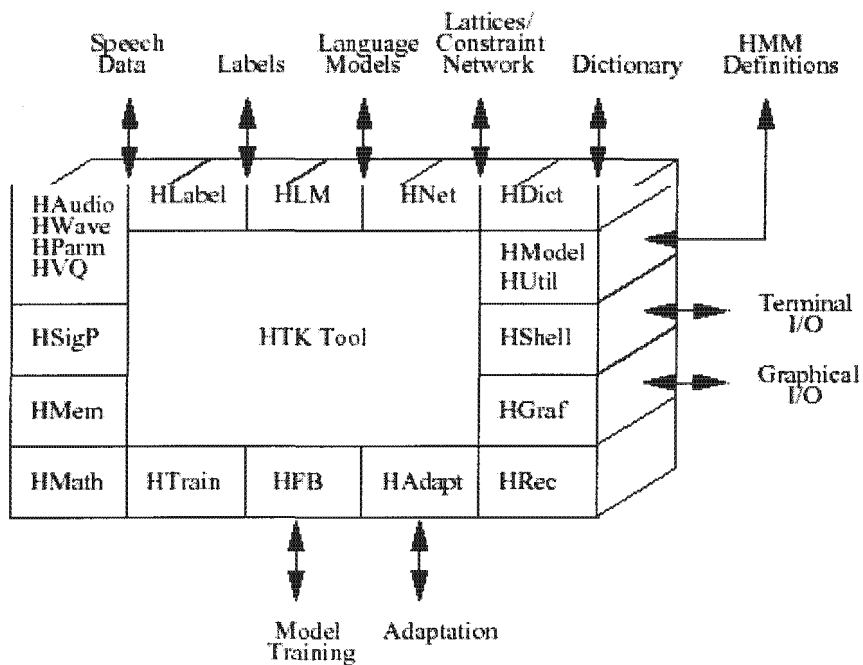 Speech
Data
Labels
Language
Models
Lattices/
Constraint
Network
Dictionary
HMM
Definitions
HAudio
HWave
HParm
HVQ
HLabel
HLM
HNet
HDict
HModel
HUtil
HSigP
HTK Tool
HShell
Terminal
I/O
HMem
HGraf
Graphical
I/O
HMath
HTrain
HFB
HAdapt
HRec
Model
Training
Adaptation